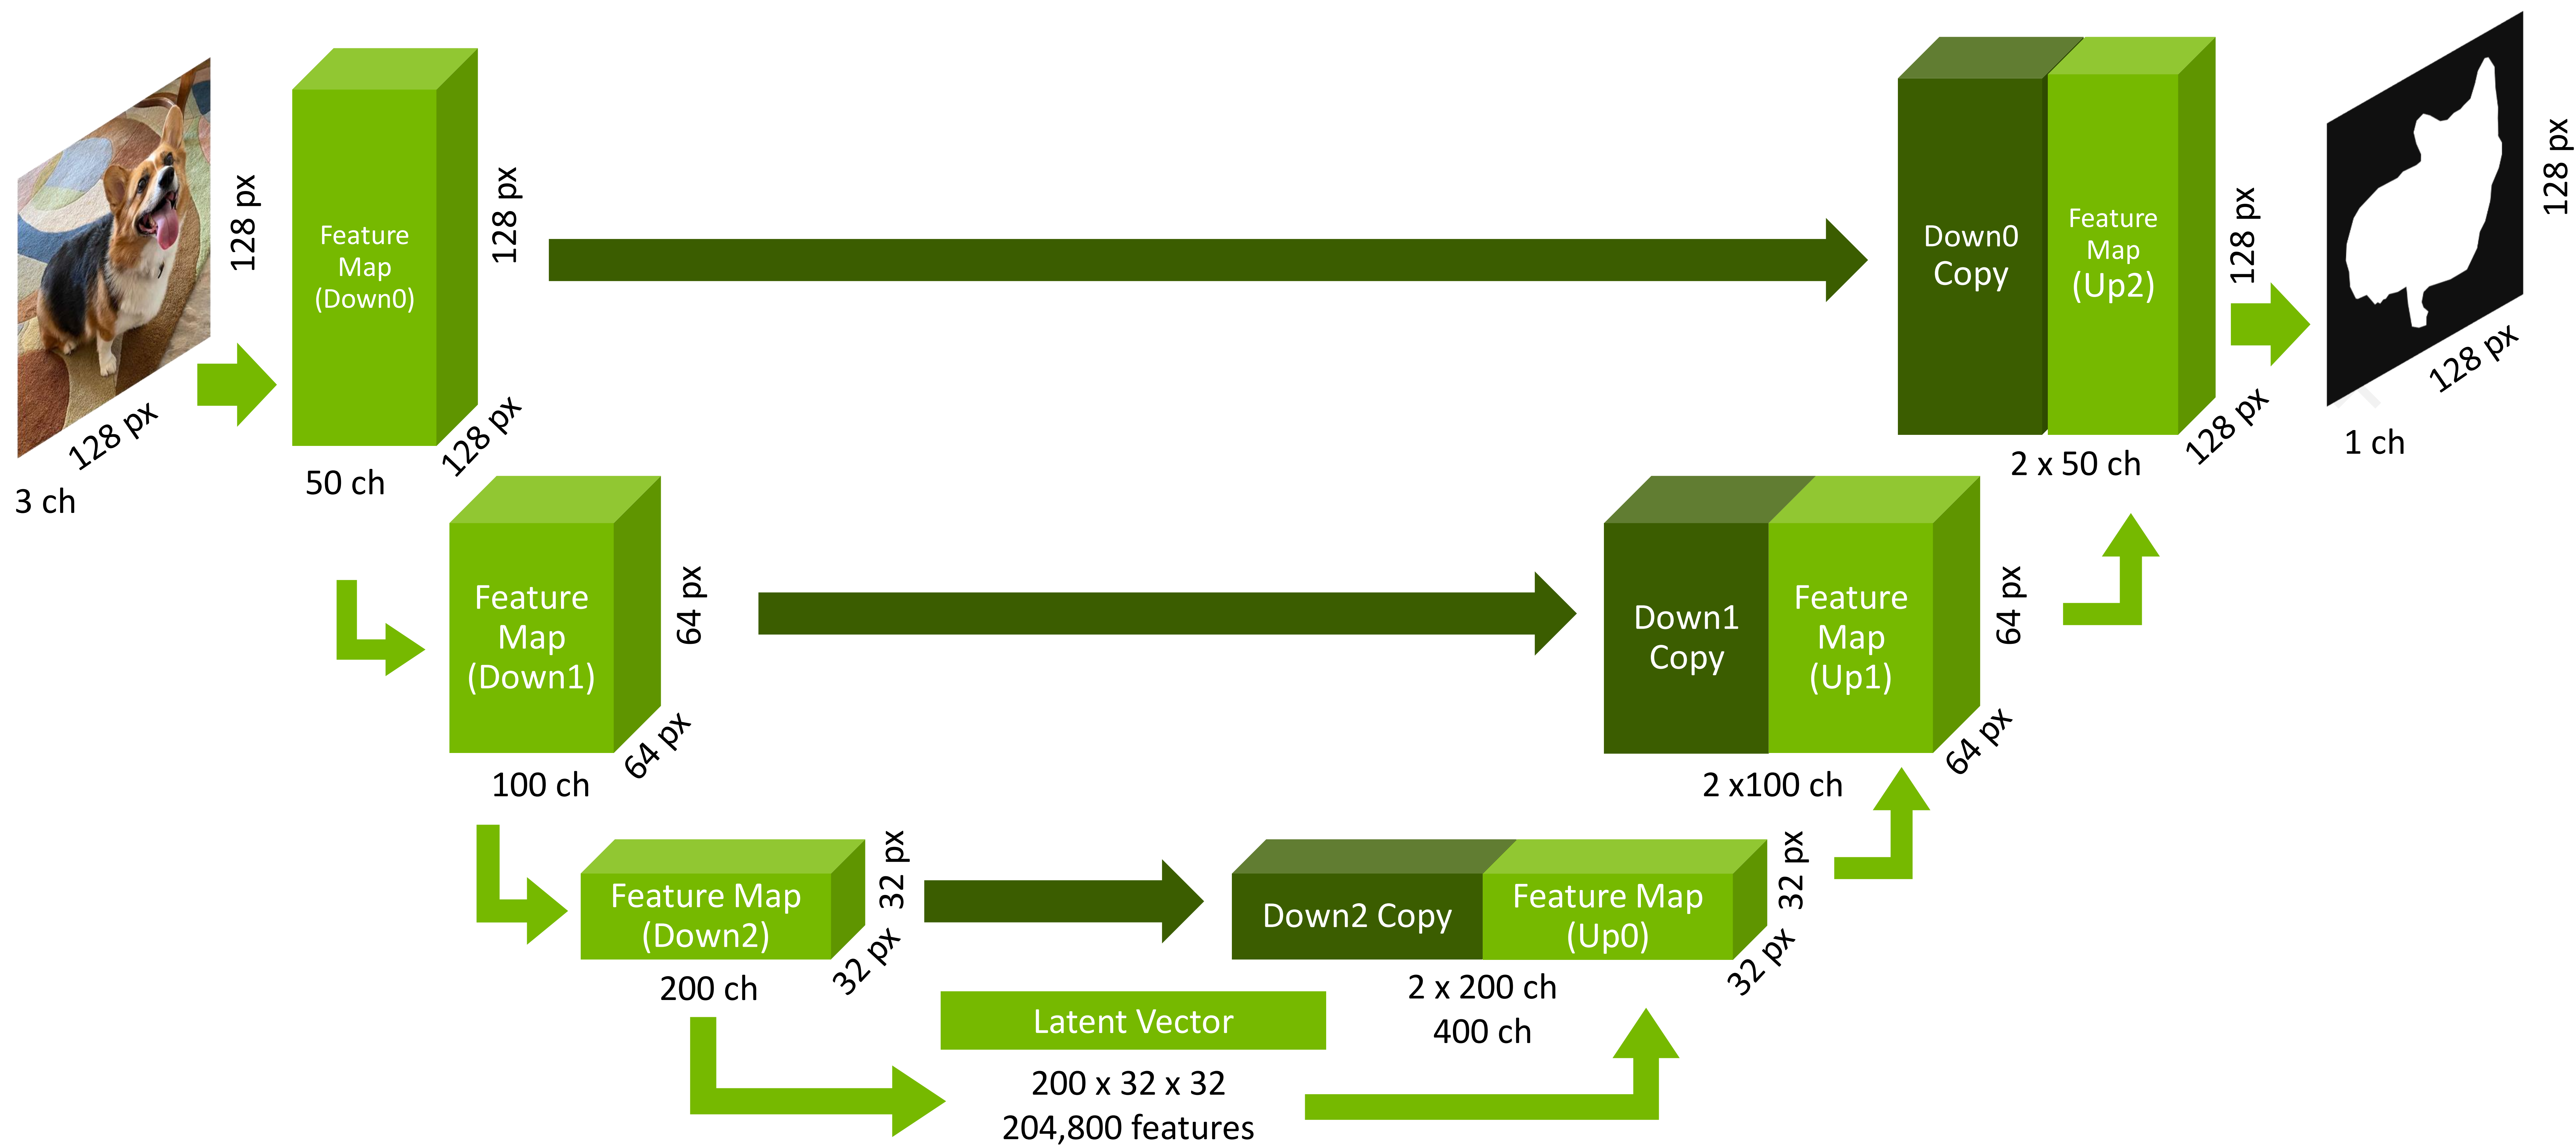 128 px
128 px
3 ch
Feature
Map
(Down0)
128 px
128 px
50 ch
Down0
Copy
Feature
Map
(Up2)
128 px
128 px
2 x 50 ch
128 px
128 px
1 ch
Feature
Map
(Down1)
64 px
64 px
100 ch
Down1
Copy
Feature
Map
(Up1)
64 px
64 px
2 x100 ch
Feature Map
(Down2)
32 px
32 px
200 ch
Down2 Copy
Feature Map
(Up0)
32 px
32 px
2 x 200 ch
400 ch
Latent Vector
200 x 32 x 32
204,800 features